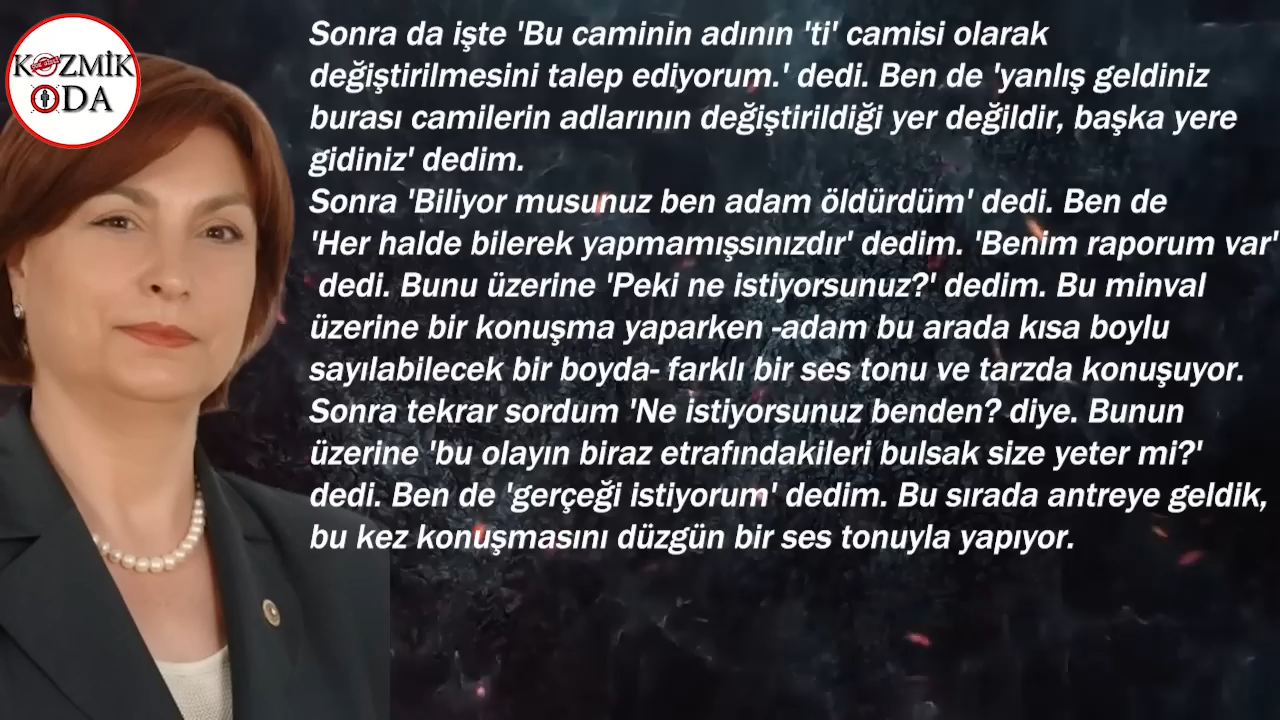 KOZMİK
ODA
Sonra da işte 'Bu caminin adının 'ti' camisi olarak
değiştirilmesini talep ediyorum.' dedi. Ben de 'yanlış geldiniz
burası camilerin adlarının değiştirildiği yer değildir, başka yere
gidiniz' dedim.
Sonra 'Biliyor musunuz ben adam öldürdüm' dedi. Ben de
'Her halde bilerek yapmamışsınızdır' dedim. 'Benim raporum var'
dedi. Bunu üzerine 'Peki ne istiyorsunuz?' dedim. Bu minval
üzerine bir konuşma yaparken -adam bu arada kısa boylu
sayılabilecek bir boyda- farklı bir ses tonu ve tarzda konuşuyor.
Sonra tekrar sordum 'Ne istiyorsunuz benden? diye. Bunun
üzerine 'bu olayın biraz etrafındakileri bulsak size yeter mi?'
dedi. Ben de 'gerçeği istiyorum' dedim. Bu sırada antreye geldik,
bu kez konuşmasını düzgün bir ses tonuyla yapıyor.